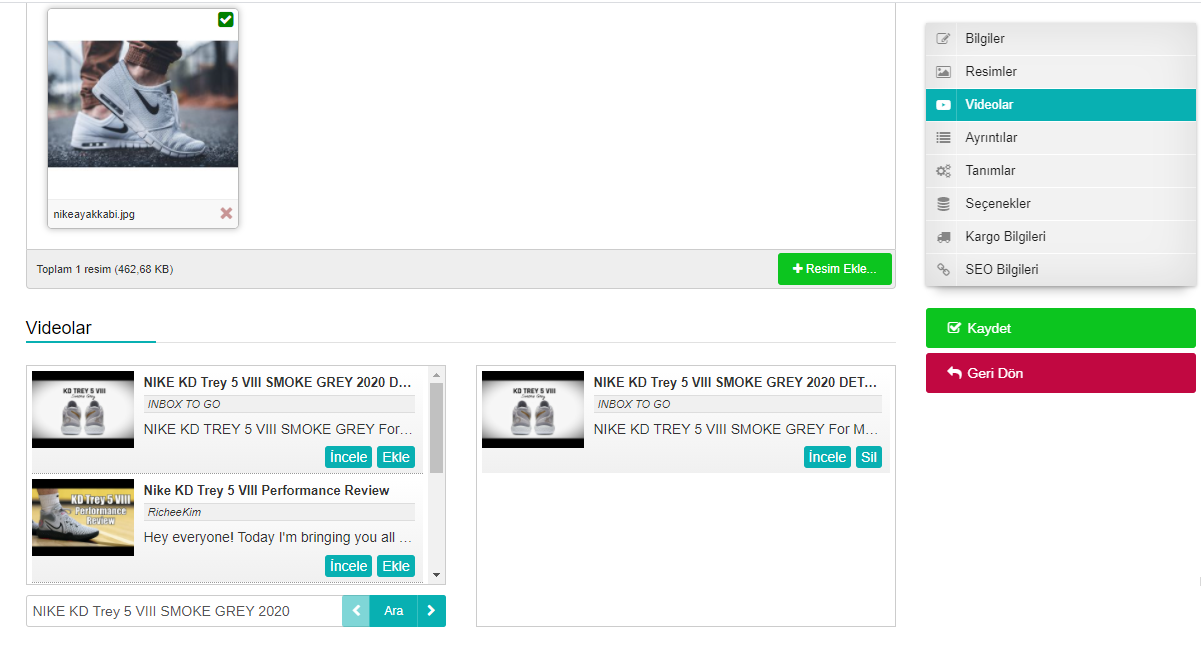 nikeayakkabi.jpg
Toplam 1 resim (462,68 KB)
Resim Ekle...
Videolar
KD TREY 5 VIII
Smoke Grey
NIKE KD Trey 5 VIII SMOKE GREY 2020 D...
INBOX TO GO
NIKE KD TREY 5 VIII SMOKE GREY For...
İncele Ekle
KD Trey 5 VIII
Performance
Review
Nike KD Trey 5 VIII Performance Review
RicheeKim
Hey everyone! Today I'm bringing you all ...
İncele Ekle
NIKE KD Trey 5 VIII SMOKE GREY 2020
Ara
KD TREY 5 VIII
Smoke Grey
NIKE KD Trey 5 VIII SMOKE GREY 2020 DET...
INBOX TO GO
NIKE KD TREY 5 VIII SMOKE GREY For M...
İncele Sil
Bilgiler
Resimler
Videolar
Ayrıntılar
Tanımlar
Seçenekler
Kargo Bilgileri
SEO Bilgileri
Kaydet
Geri Dön